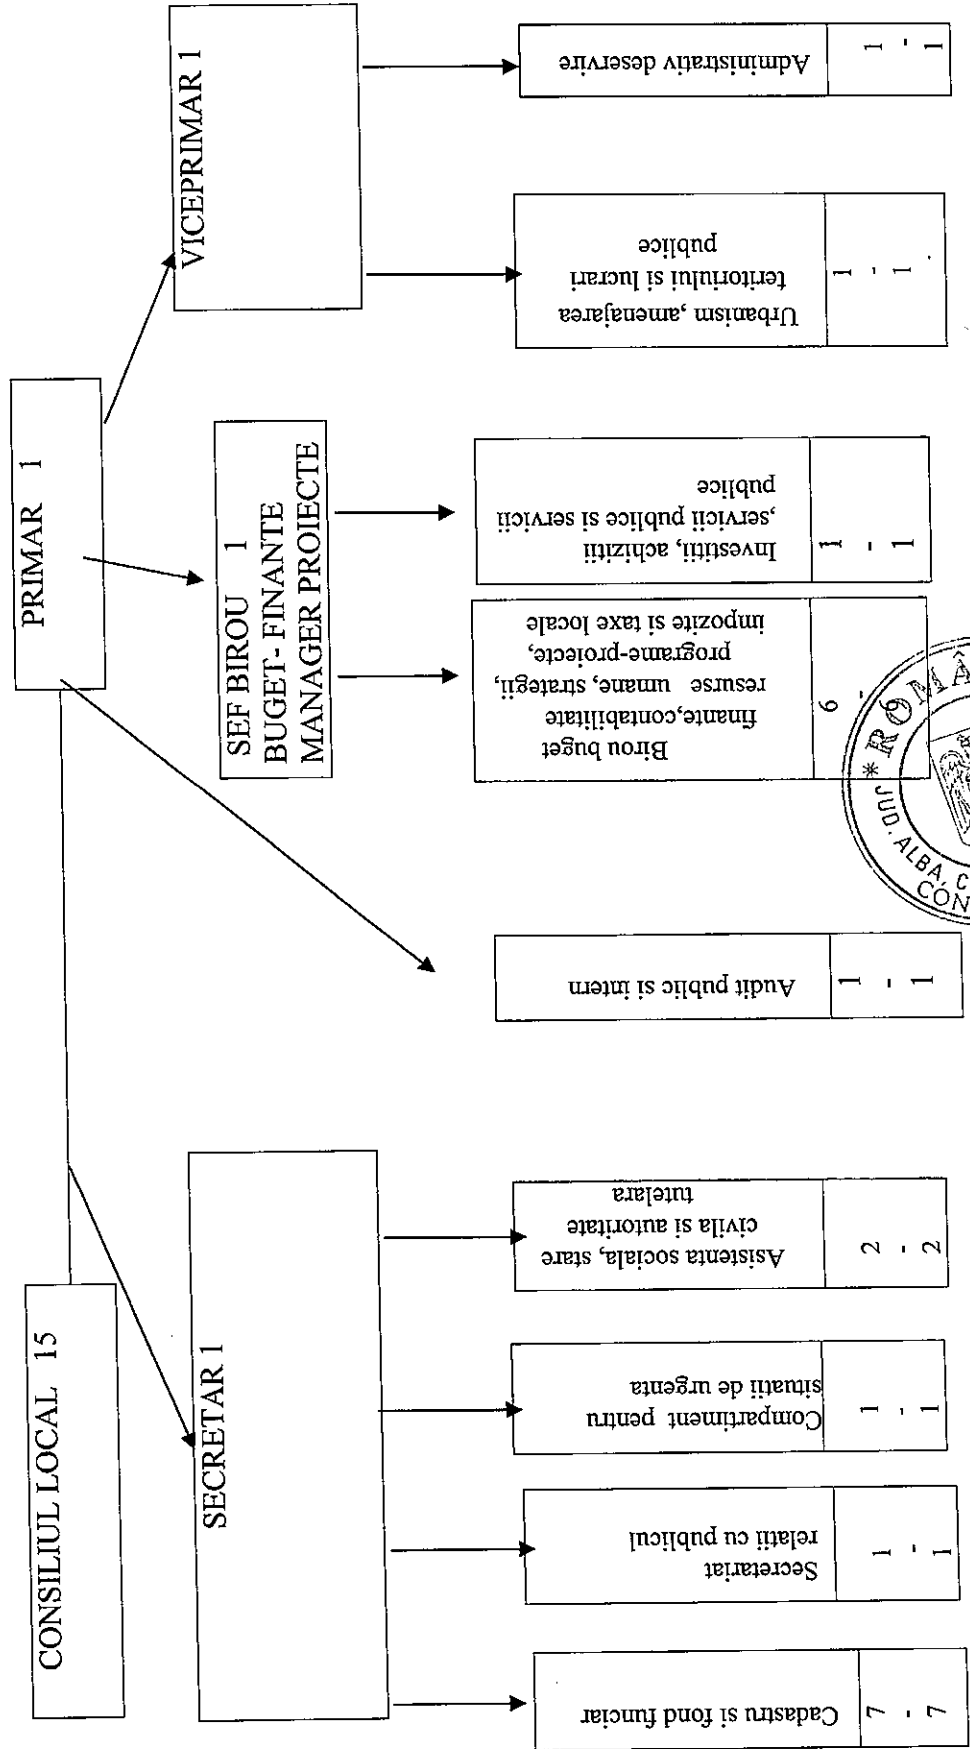 CONSILIUL LOCAL 15
PRIMAR 1
SECRETAR 1
SEF BIROU 1
BUGET- FINANTE
MANAGER PROIECTE
VICEPRIMAR 1
Cadastru si fond funciar
7
-
7
Secretariat
relatii cu publicul
1
-
1
Compartiment pentru
situatii de urgenta
1
-
1
Asistenta sociala, stare
civila si autoritate
tutelara
2
-
2
Audit public si intern
1
-
1
Birou buget
finante,contabilitate
resurse umane, strategii,
programe-proiecte,
impozite si taxe locale
6
-
6
Investitii, achizitii
,servicii publice si servicii
publice
1
-
1
Urbanism ,amenajarea
teritoriului si lucrari
publice
1
-
1
Administrativ deservire
1
-
1
* ROMÂ
JUD. ALBA, C
CON